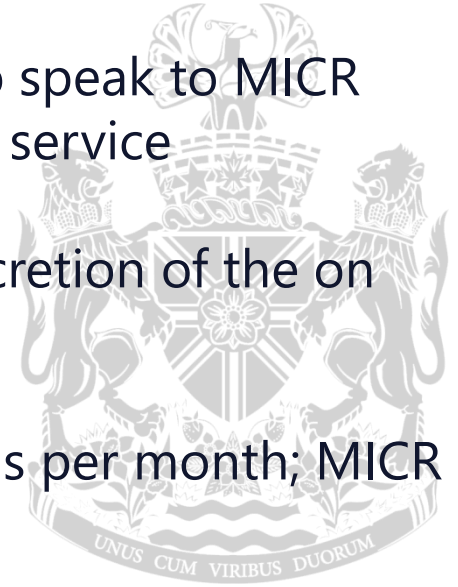 o speak to MICR
service
cretion of the on
s per month; MICR
UNUS CUM VIRIBUS DUORUM